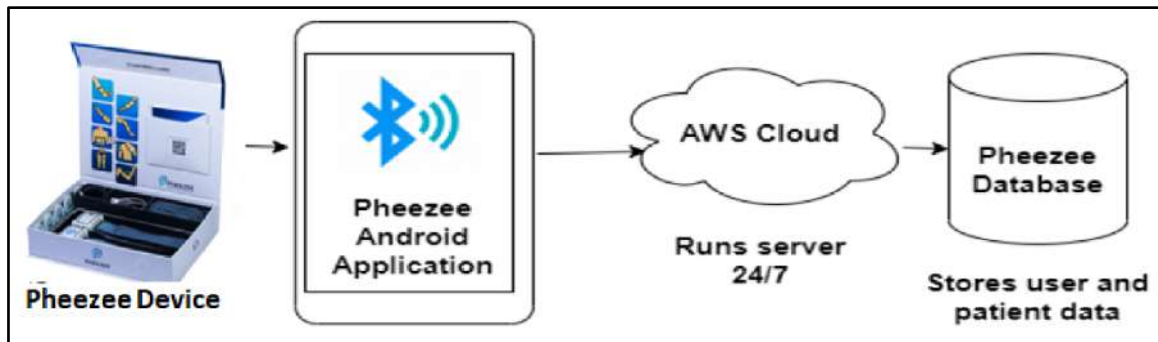 Pheezee Device
Pheezee
Android
Application
AWS Cloud
Runs server
24/7
Pheezee
Database
Stores user and
patient data